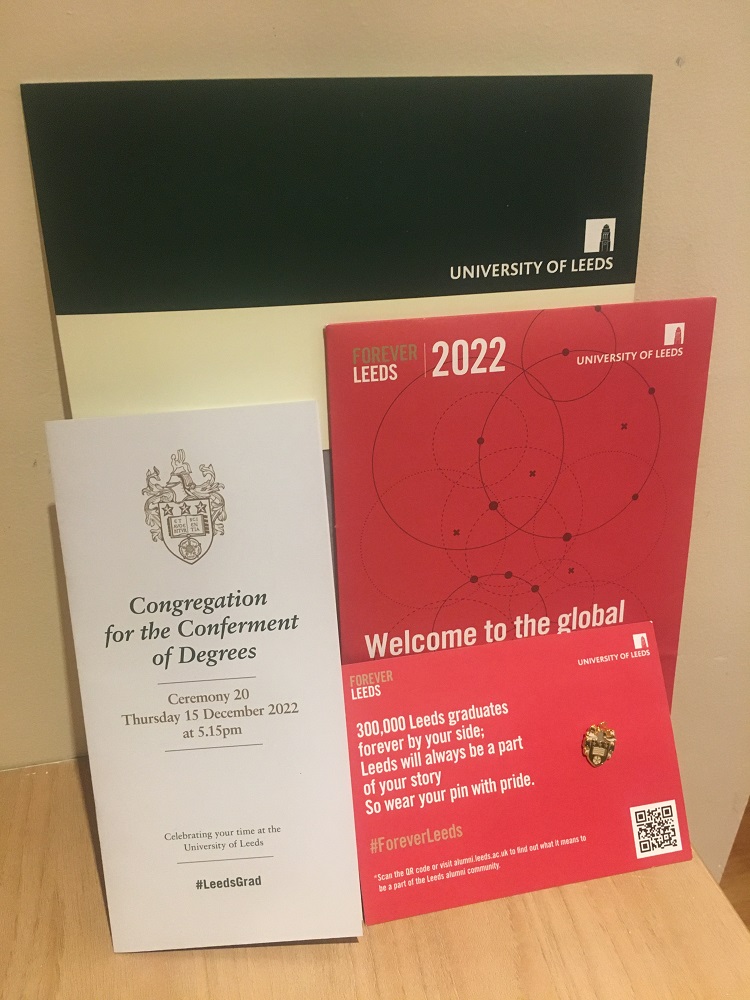 UNIVERSITY OF LEEDS
FOREVER
LEEDS
2022
UNIVERSITY OF LEEDS
Welcome to the global
Congregation
for the Conferment
of Degrees
Ceremony 20
Thursday 15 December 2022
at 5.15pm
Celebrating your time at the
University of Leeds
#LeedsGrad
FOREVER
LEEDS
UNIVERSITY OF LEEDS
300,000 Leeds graduates
forever by your side;
Leeds will always be a part
of your story
So wear your pin with pride.
#ForeverLeeds
*Scan the QR code or visit alumni.leeds.ac.uk to find out what it means to
be a part of the Leeds alumni community.